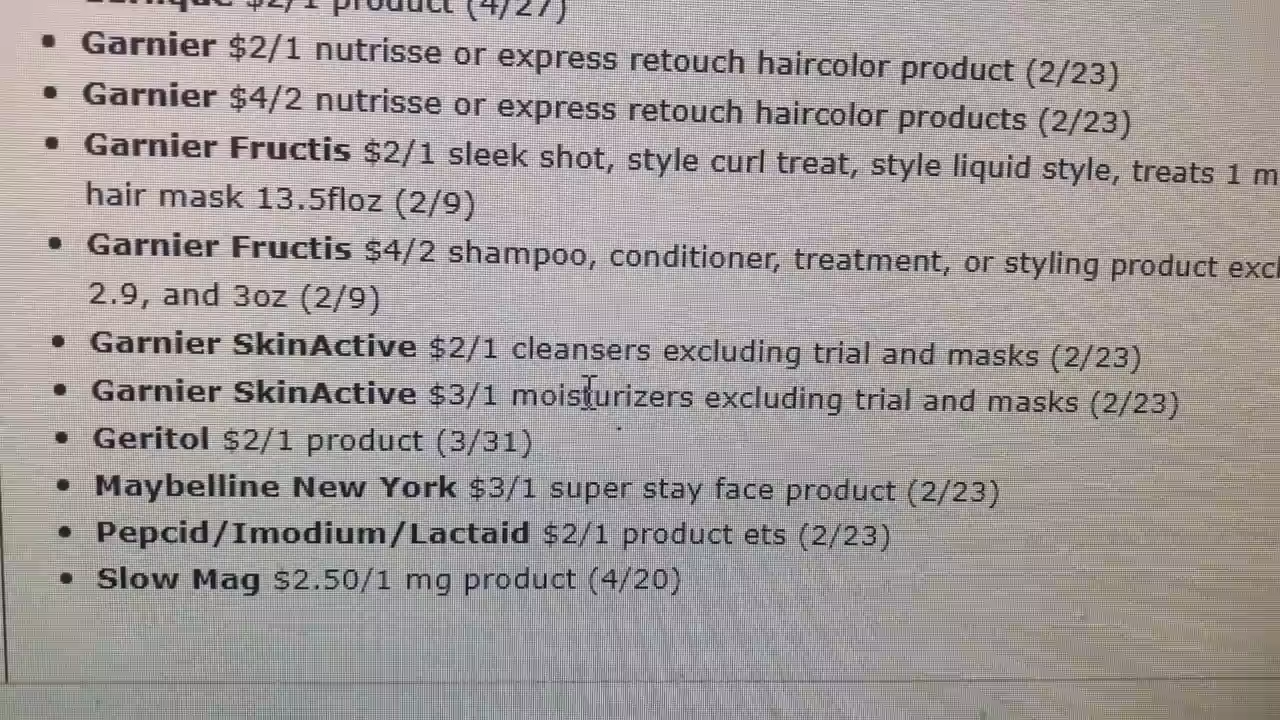 $2/1 product (4/27)
• Garnier $2/1 nutrisse or express retouch haircolor product (2/23)
• Garnier $4/2 nutrisse or express retouch haircolor products (2/23)
• Garnier Fructis $2/1 sleek shot, style curl treat, style liquid style, treats 1 m
hair mask 13.5floz (2/9)
• Garnier Fructis $4/2 shampoo, conditioner, treatment, or styling product excl
2.9, and 3oz (2/9)
• Garnier SkinActive $2/1 cleansers excluding trial and masks (2/23)
• Garnier SkinActive $3/1 moisturizers excluding trial and masks (2/23)
• Geritol $2/1 product (3/31)
• Maybelline New York $3/1 super stay face product (2/23)
• Pepcid/Imodium/Lactaid $2/1 product ets (2/23)
• Slow Mag $2.50/1 mg product (4/20)